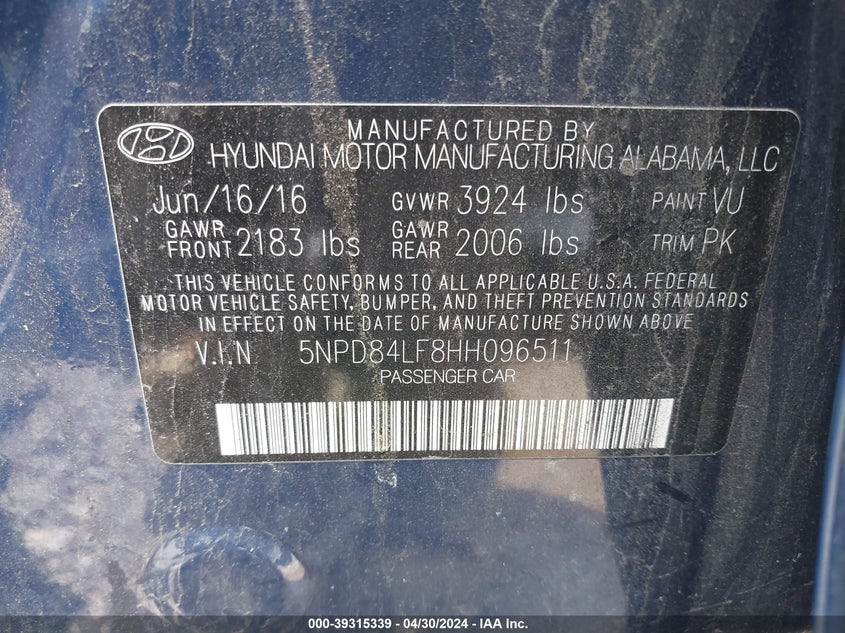 MANUFACTURED BY
HYUNDAI MOTOR MANUFACTURING ALABAMA, LLC
Jun/16/16 GVWR 3924 lbs PAINT VU
GAWR FRONT 2183 lbs GAWR REAR 2006 lbs TRIM PK
THIS VEHICLE CONFORMS TO ALL APPLICABLE U.S.A. FEDERAL
MOTOR VEHICLE SAFETY, BUMPER, AND THEFT PREVENTION STANDARDS
IN EFFECT ON THE DATE OF MANUFACTURE SHOWN ABOVE
V.I.N 5NPD84LF8HH096511
PASSENGER CAR
000-39315339 - 04/30/2024 - IAA Inc.